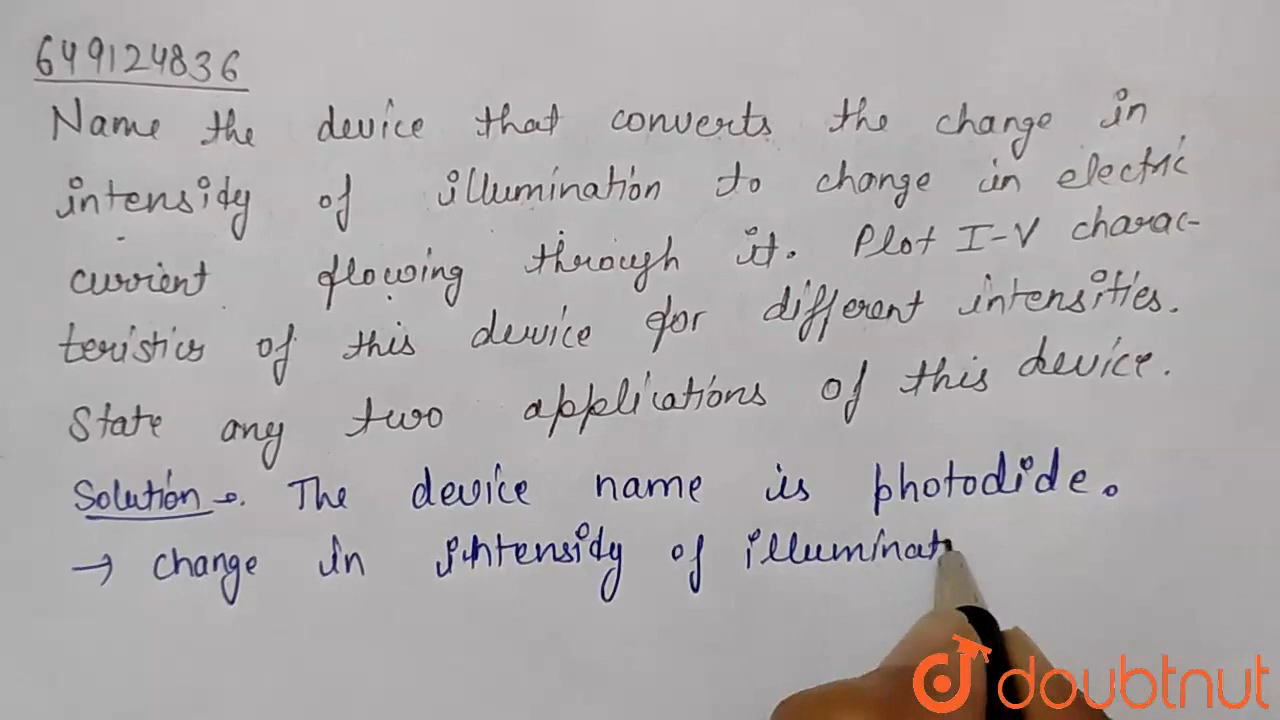 649124836
Name the device that converts the change in
intensidy of illumination to change in electric
current flowing through it. Plot I-V charac-
teristics of this device for different intensities.
State any two applications of this device.
Solution →. The device name is photodide.
→ change in intensidy of illuminat
doubtnut